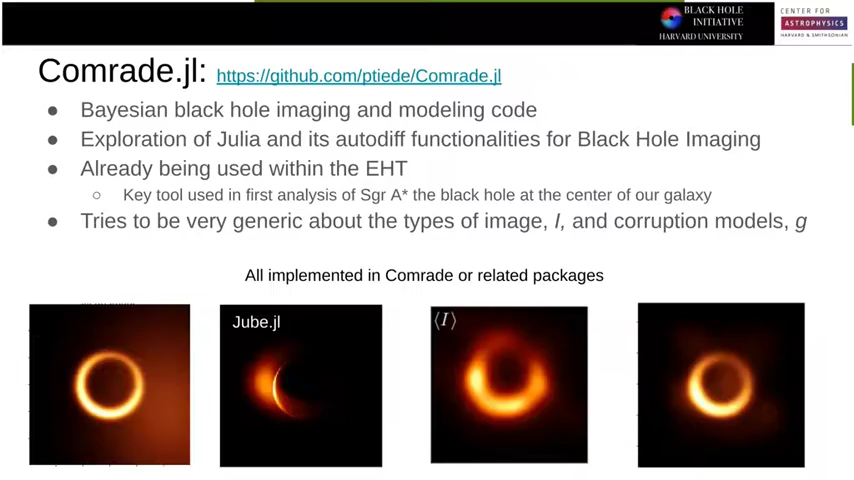 BLACK HOLE
INITIATIVE
HARVARD UNIVERSITY
CENTER FOR
ASTROPHYSICS
HARVARD & SMITHSONIAN
Comrade.jl: https://github.com/ptiede/Comrade.jl
● Bayesian black hole imaging and modeling code
● Exploration of Julia and its autodiff functionalities for Black Hole Imaging
● Already being used within the EHT
○ Key tool used in first analysis of Sgr A* the black hole at the center of our galaxy
● Tries to be very generic about the types of image, I, and corruption models, g
All implemented in Comrade or related packages
Jube.jl
⟨I⟩